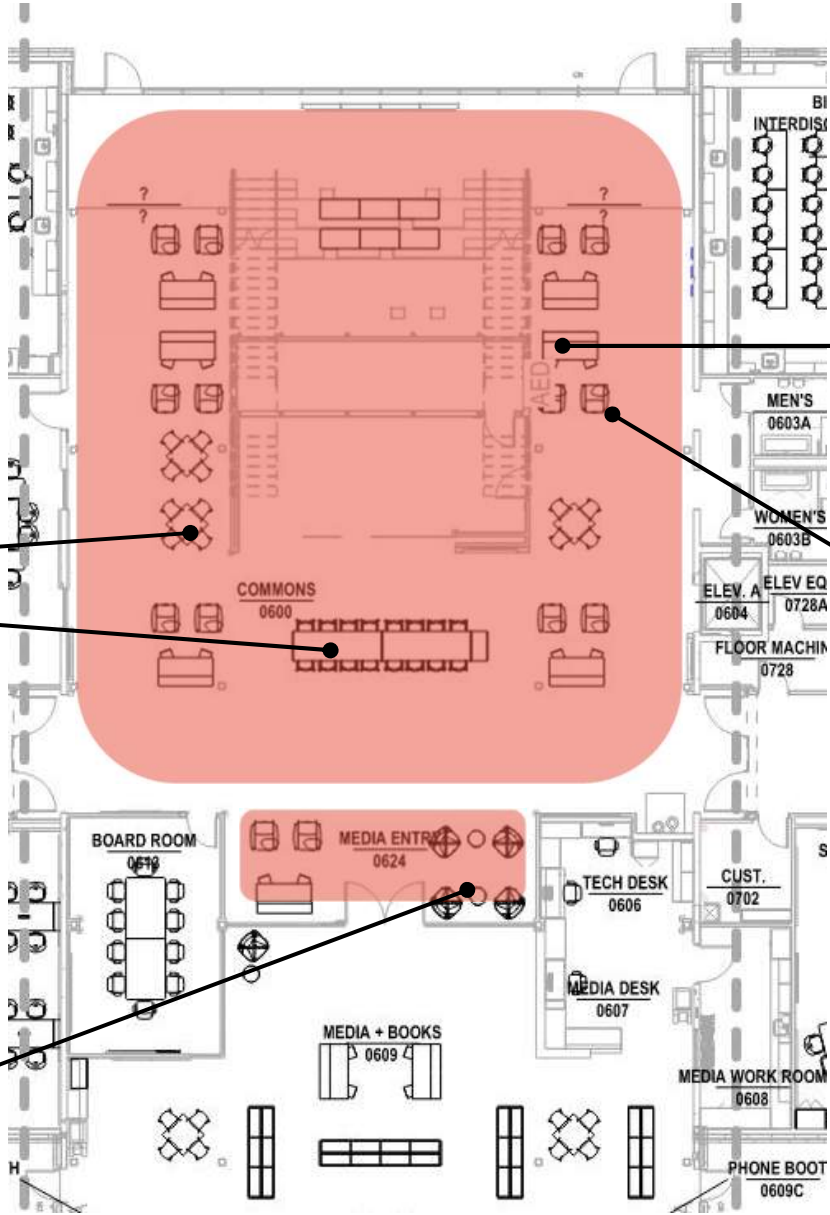 BI
INTERDISC
?
?
?
?
AED
MEN'S
0603A
WOMEN'S
0603B
COMMONS
0600
ELEV. A
0604
ELEV EQ
0728A
FLOOR MACHIN
0728
BOARD ROOM
0613
MEDIA ENTRY
0624
TECH DESK
0606
CUST.
0702
S
MEDIA DESK
0607
MEDIA + BOOKS
0609
MEDIA WORK ROOM
0608
H
PHONE BOOT
0609C